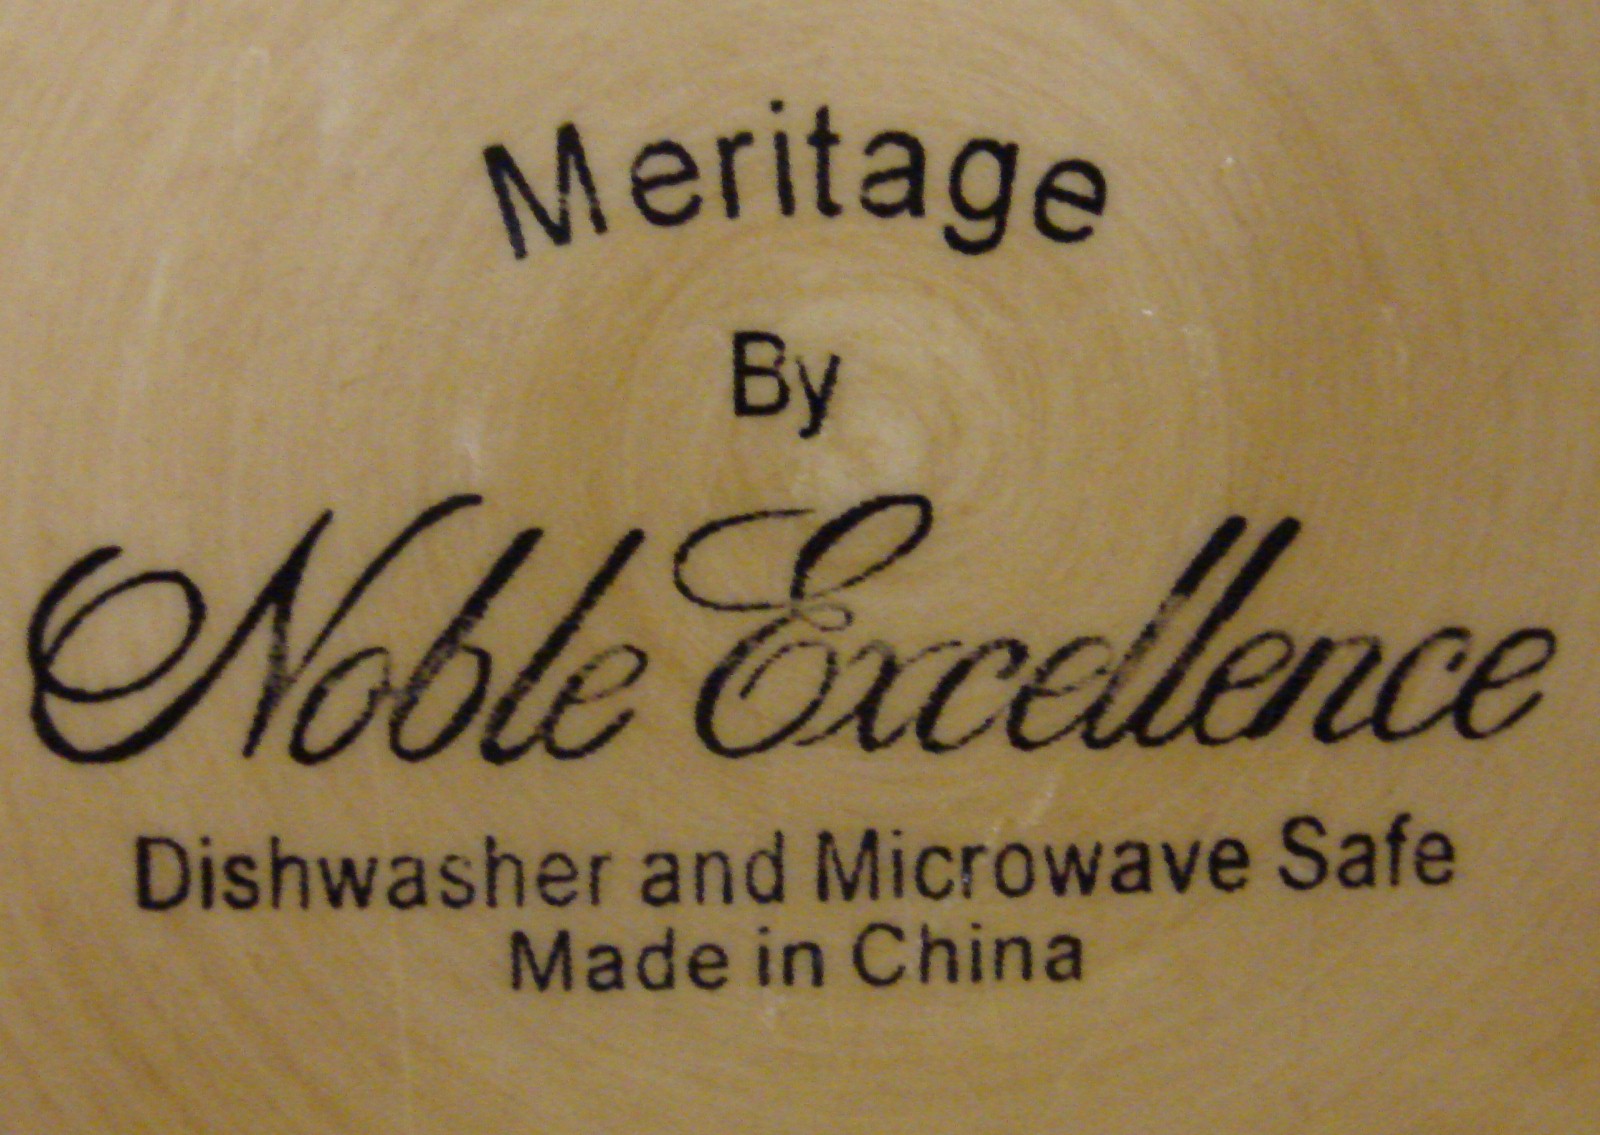 Meritage
By
Noble Excellence
Dishwasher and Microwave Safe
Made in China